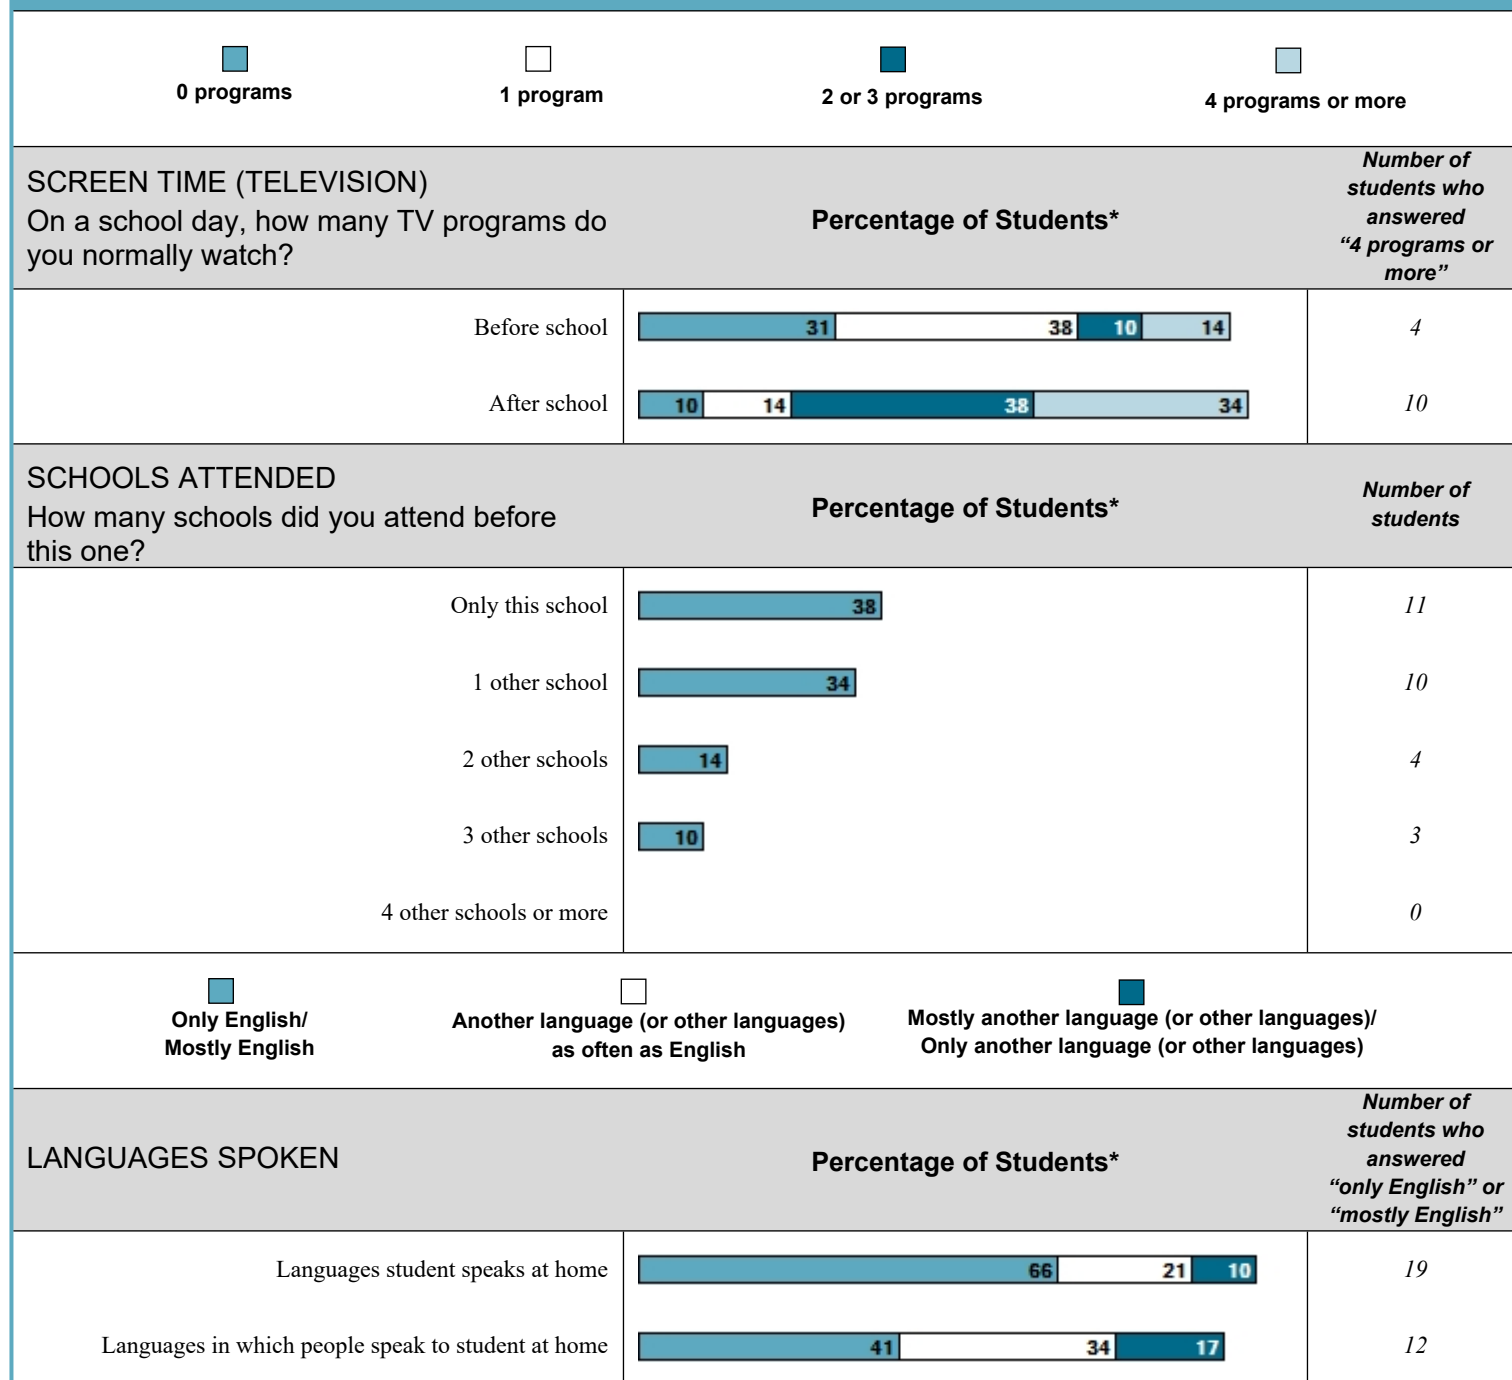 0 programs
1 program
2 or 3 programs
4 programs or more
SCREEN TIME (TELEVISION)
On a school day, how many TV programs do
you normally watch?
Percentage of Students*
Number of
students who
answered
“4 programs or
more”
Before school
31 38 10 14
4
After school
10 14 38 34
10
SCHOOLS ATTENDED
How many schools did you attend before
this one?
Percentage of Students*
Number of
students
Only this school
38
11
1 other school
34
10
2 other schools
14
4
3 other schools
10
3
4 other schools or more
0
Only English/
Mostly English
Another language (or other languages)
as often as English
Mostly another language (or other languages)/
Only another language (or other languages)
LANGUAGES SPOKEN
Percentage of Students*
Number of
students who
answered
“only English” or
“mostly English”
Languages student speaks at home
66 21 10
19
Languages in which people speak to student at home
41 34 17
12